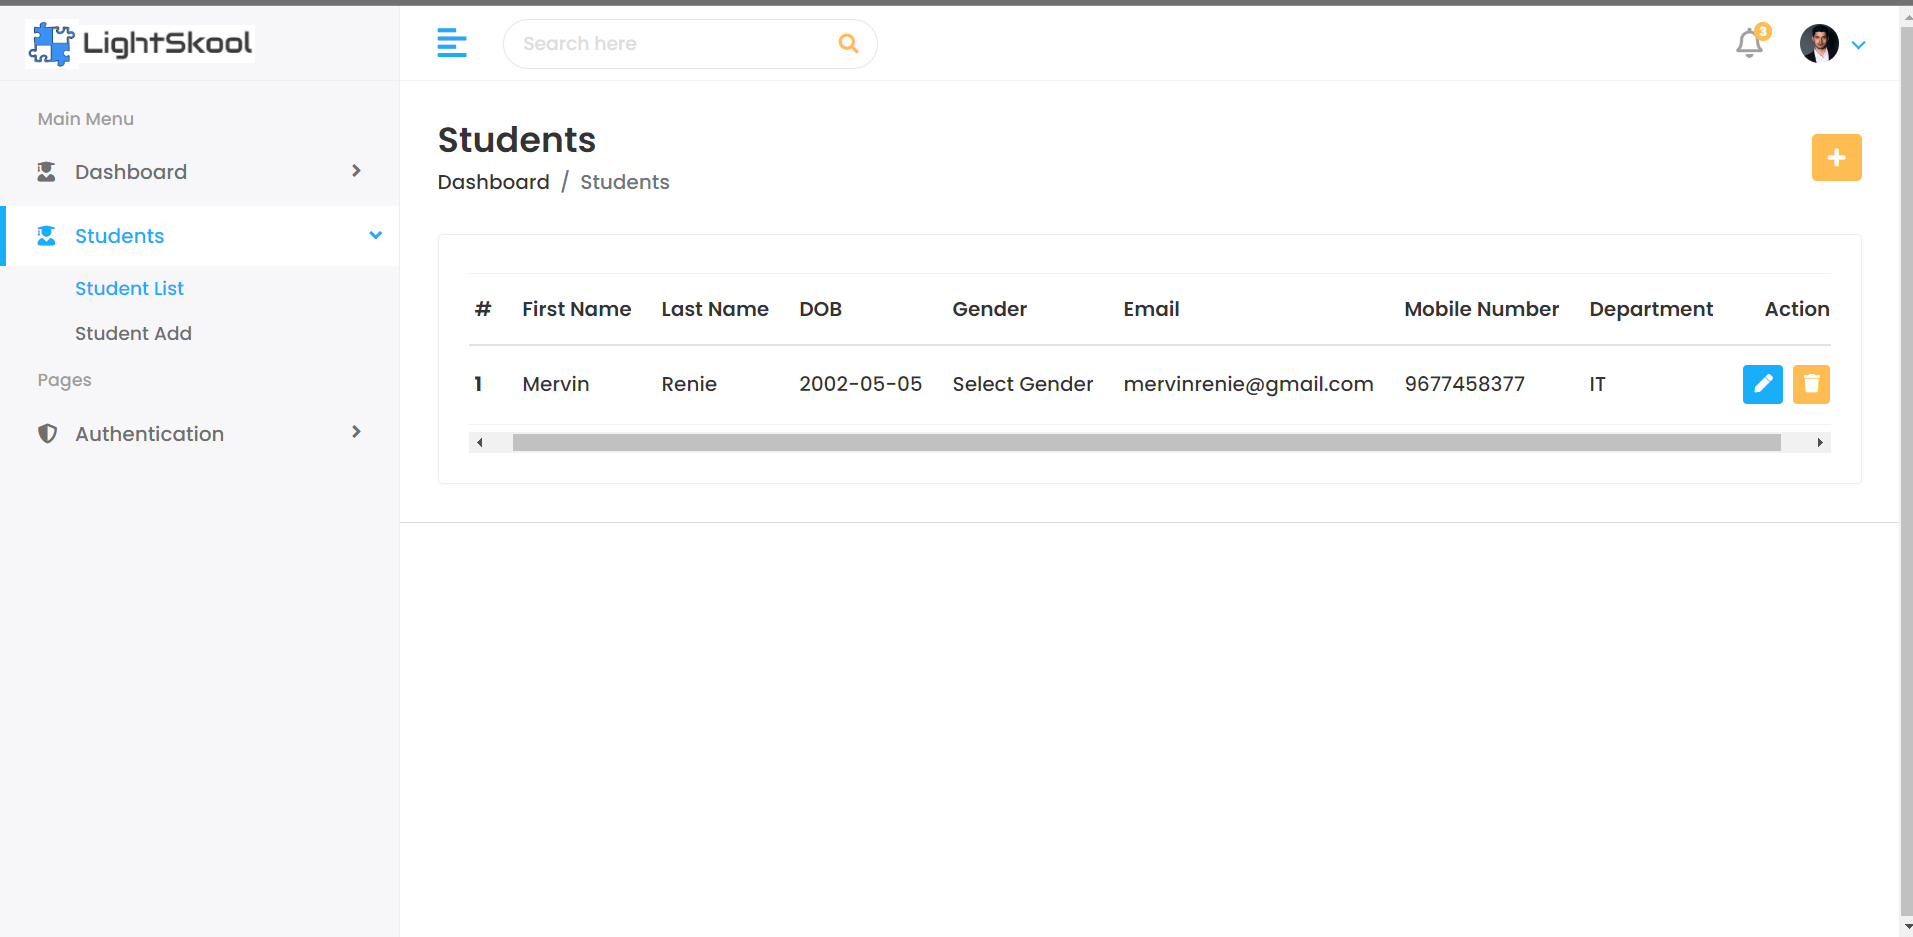 LightSkool
Search here
3
Main Menu
Dashboard
Students
Student List
Student Add
Pages
Authentication
Students
Dashboard / Students
# First Name Last Name DOB Gender Email Mobile Number Department Action
1 Mervin Renie 2002-05-05 Select Gender mervinrenie@gmail.com 9677458377 IT